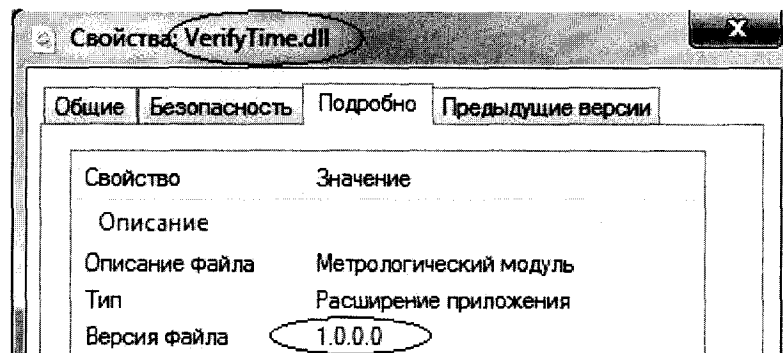 Свойства: VerifyTime.dll
Общие Безопасность Подробно Предыдущие версии
Свойство Значение
Описание
Описание файла Метрологический модуль
Тип Расширение приложения
Версия файла 1.0.0.0